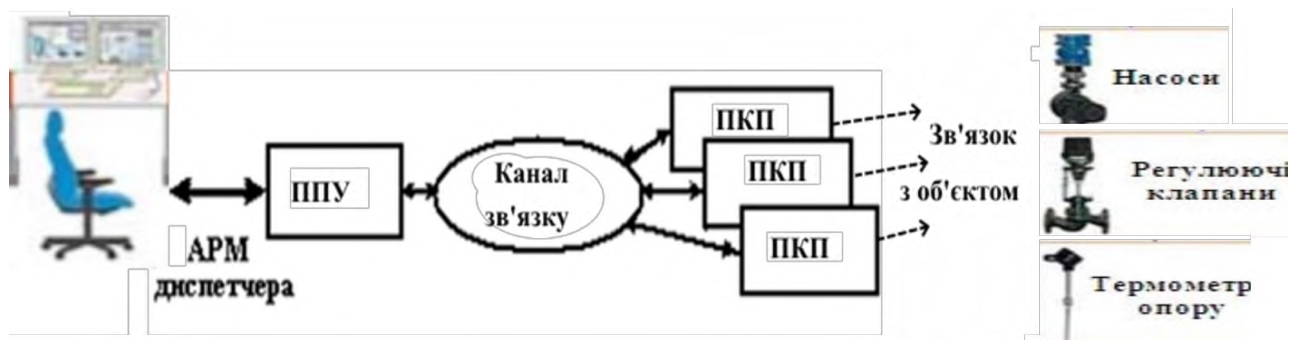 АРМ
диспетчера
ППУ
Канал
зв'язку
ПКП
ПКП
ПКП
Зв'язок
з об'єктом
Насоси
Регулюючі
клапани
Термометр
опору